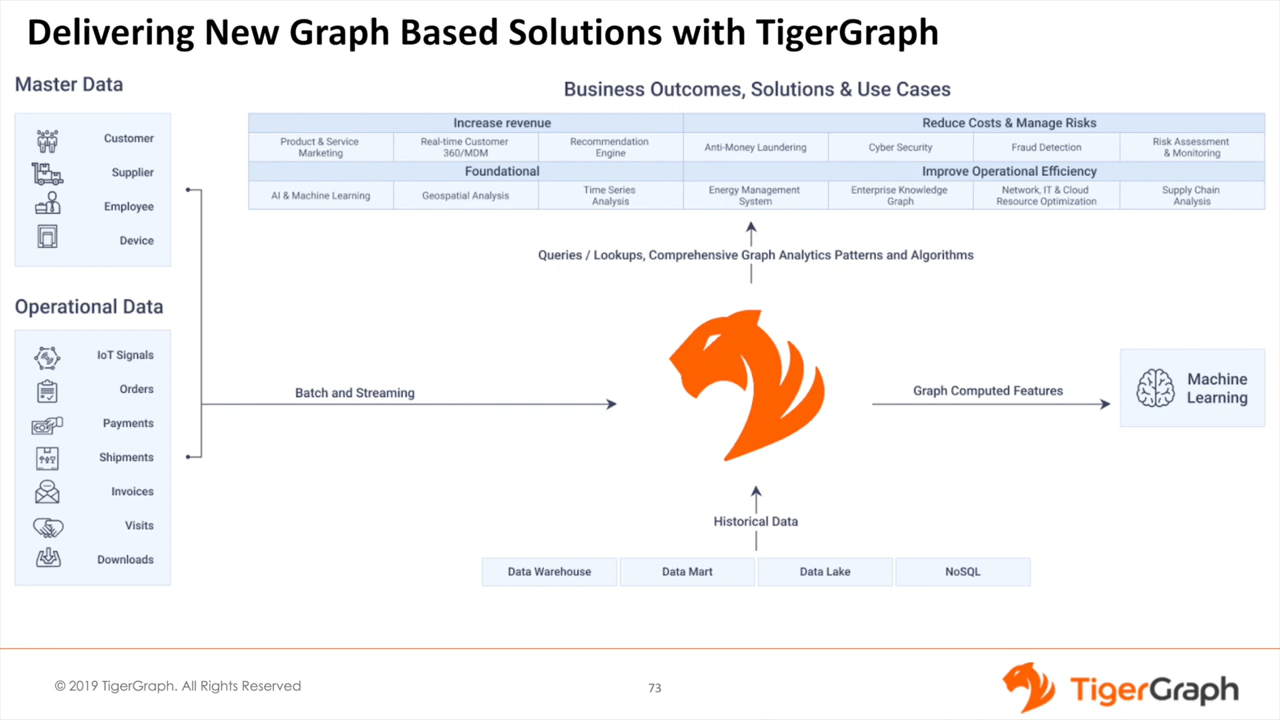 Delivering New Graph Based Solutions with TigerGraph
Master Data
Customer
Supplier
Employee
Device
Operational Data
IoT Signals
Orders
Payments
Shipments
Invoices
Visits
Downloads
Business Outcomes, Solutions & Use Cases
Increase revenue
Reduce Costs & Manage Risks
Product & Service
Marketing
Real-time Customer
360/MDM
Recommendation
Engine
Anti-Money Laundering
Cyber Security
Fraud Detection
Risk Assessment
& Monitoring
Foundational
Improve Operational Efficiency
AI & Machine Learning
Geospatial Analysis
Time Series
Analysis
Energy Management
System
Enterprise Knowledge
Graph
Network, IT & Cloud
Resource Optimization
Supply Chain
Analysis
Queries / Lookups, Comprehensive Graph Analytics Patterns and Algorithms
Batch and Streaming
Graph Computed Features
Machine
Learning
Historical Data
Data Warehouse
Data Mart
Data Lake
NoSQL
© 2019 TigerGraph. All Rights Reserved
73
TigerGraph